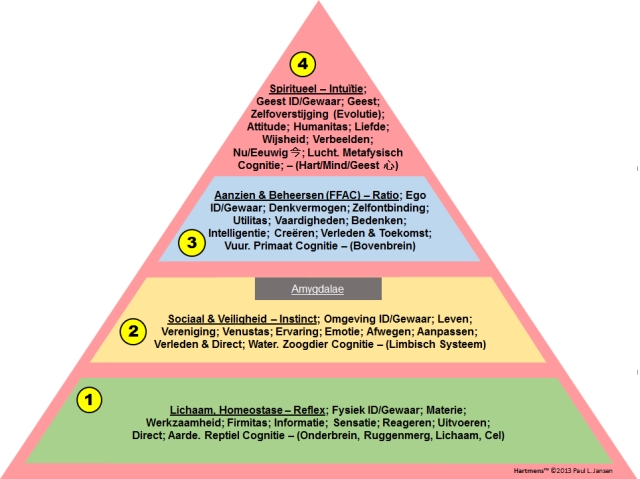 4
Spiritueel – Intuïtie;
Geest ID/Gewaar; Geest;
Zelfoverstijging (Evolutie);
Attitude; Humanitas; Liefde;
Wijsheid; Verbeelden;
Nu/Eeuwig 今; Lucht. Metafysisch
Cognitie; – (Hart/Mind/Geest 心)
Aanzien & Beheersen (FFAC) – Ratio; Ego
ID/Gewaar; Denkvermogen; Zelfontbinding;
Utilitas; Vaardigheden; Bedenken;
Intelligentie; Creëren; Verleden & Toekomst;
Vuur. Primaat Cognitie – (Bovenbrein)
3
Amygdalae
Sociaal & Veiligheid – Instinct; Omgeving ID/Gewaar; Leven;
Vereniging; Venustas; Ervaring; Emotie; Afwegen; Aanpassen;
Verleden & Direct; Water. Zoogdier Cognitie – (Limbisch Systeem)
2
1
Lichaam, Homeostase – Reflex; Fysiek ID/Gewaar; Materie;
Werkzaamheid; Firmitas; Informatie; Sensatie; Reageren; Uitvoeren;
Direct; Aarde. Reptiel Cognitie – (Onderbrein, Ruggenmerg, Lichaam, Cel)
Hartmens™ ©2013 Paul L. Jansen